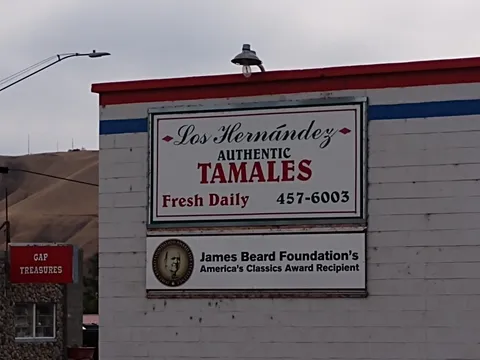 Los Hernández
AUTHENTIC
TAMALES
Fresh Daily 457-6003
James Beard Foundation's
America's Classics Award Recipient
GAP
TREASURES